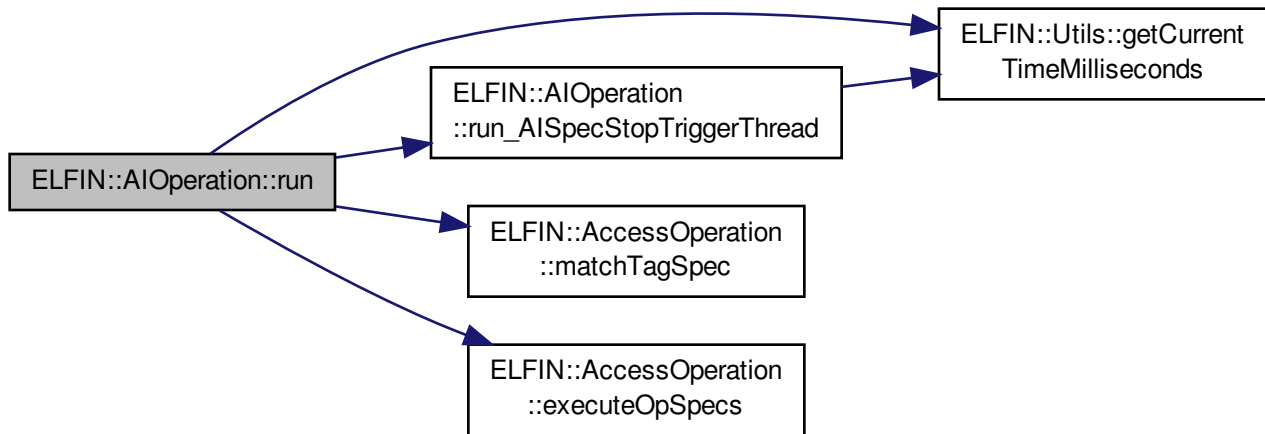 ELFIN::AIOperation::run
ELFIN::AIOperation
::run_AISpecStopTriggerThread
ELFIN::Utils::getCurrent
TimeMilliseconds
ELFIN::AccessOperation
::matchTagSpec
ELFIN::AccessOperation
::executeOpSpecs